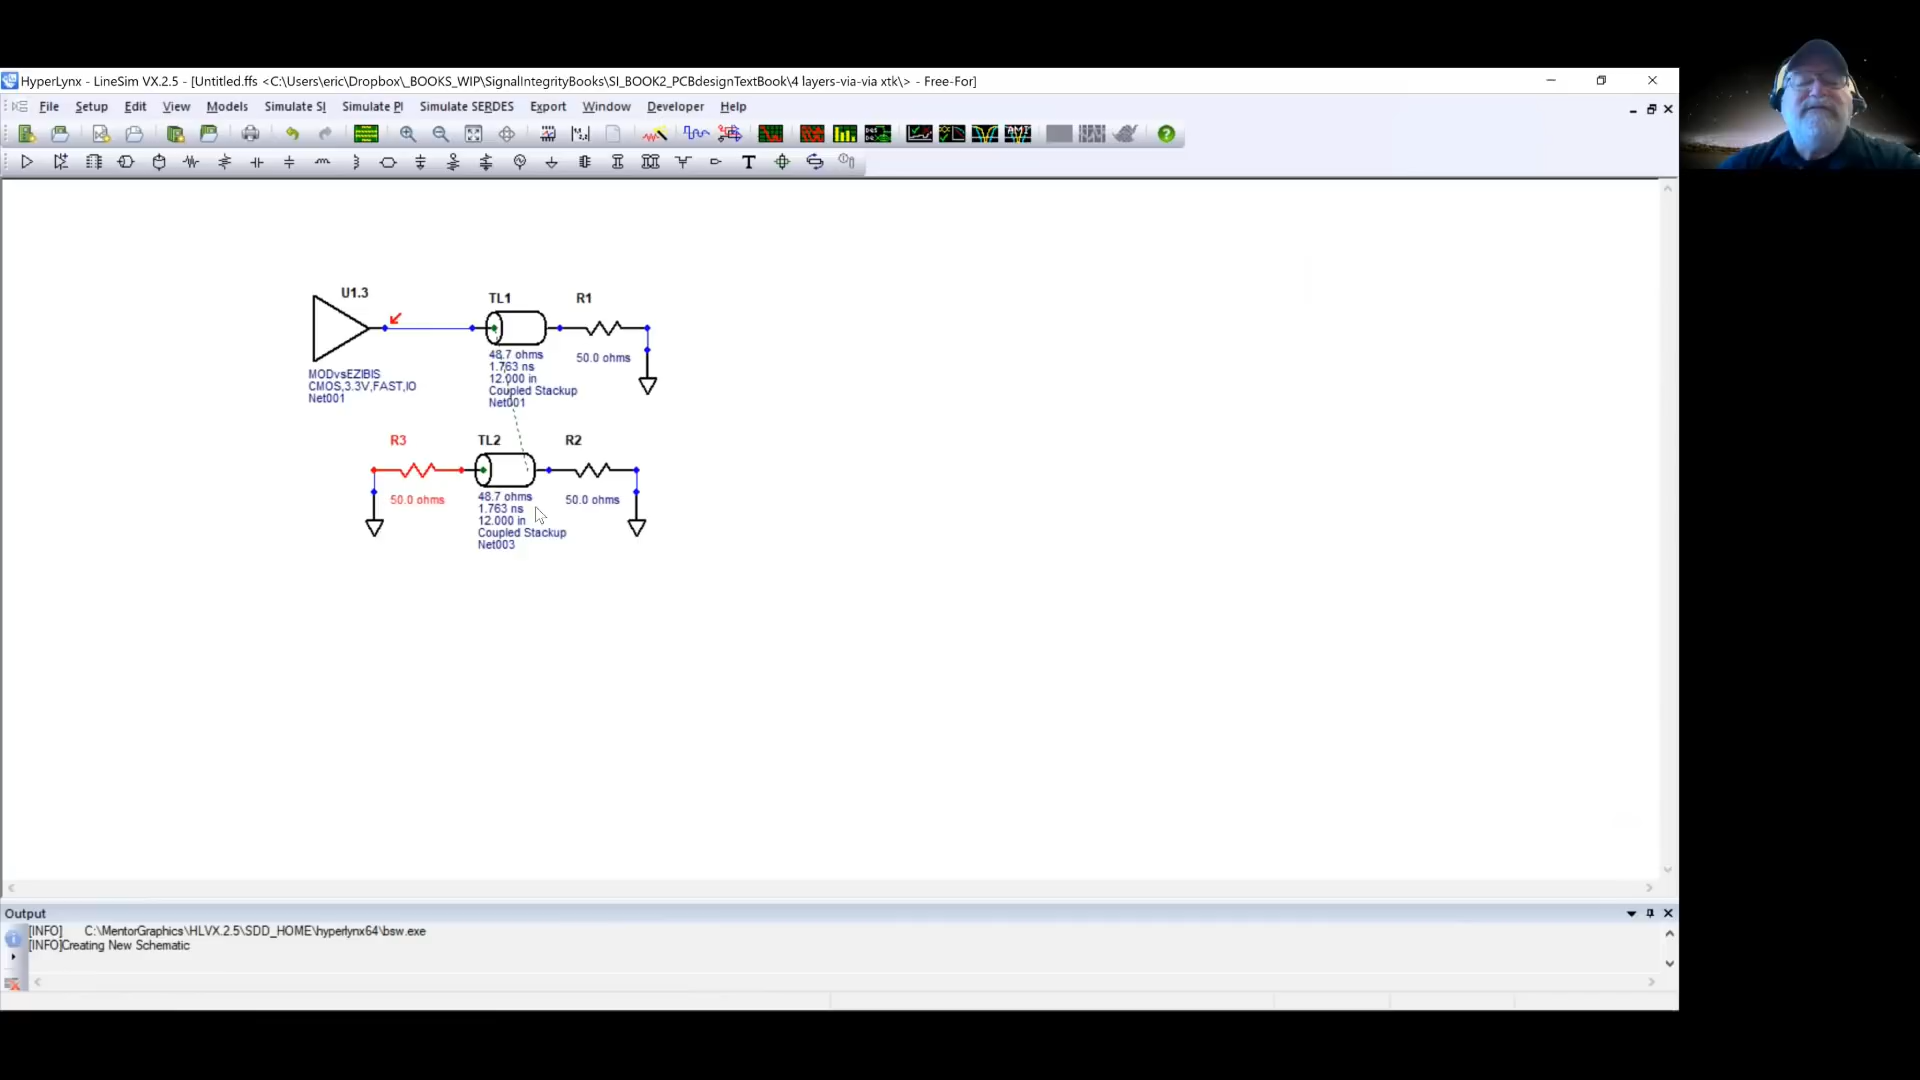 HyperLynx - LineSim VX.2.5 - [Untitled.ffs <C:\Users\eric\Dropbox\_BOOKS_WIP\SignalIntegrityBooks\SI_BOOK2_PCBdesignTextBook\4 layers-via-via xtk\> - Free-For]
File Setup Edit View Models Simulate SI Simulate PI Simulate SERDES Export Window Developer Help
U1.3
TL1
R1
48.7 ohms
1.763 ns
12.000 in
Coupled Stackup
Net001
50.0 ohms
MODvsEZIBIS
CMOS,3.3V,FAST,IO
Net001
R3
TL2
R2
50.0 ohms
48.7 ohms
1.763 ns
12.000 in
Coupled Stackup
Net003
50.0 ohms
Output
[INFO] C:\MentorGraphics\HLVX.2.5\SDD_HOME\hyperlynx64\bsw.exe
[INFO]Creating New Schematic